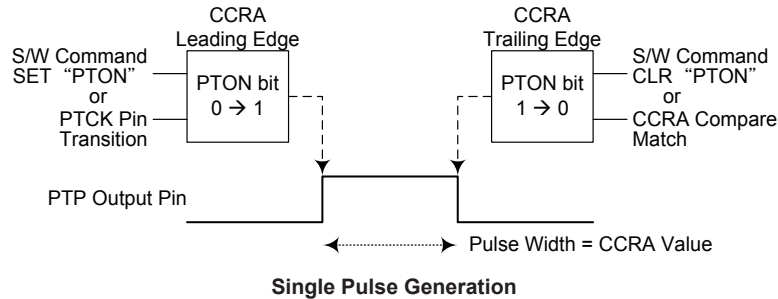 CCRA
Leading Edge
CCRA
Trailing Edge
S/W Command
SET “PTON”
or
PTCK Pin
Transition
PTON bit
0 → 1
PTON bit
1 → 0
S/W Command
CLR “PTON”
or
CCRA Compare
Match
PTP Output Pin
Pulse Width = CCRA Value
Single Pulse Generation